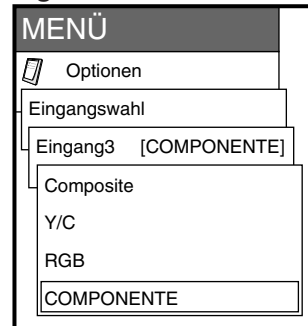 MENÜ
Optionen
Eingangswahl
Eingang3 [COMPONENTE]
Composite
Y/C
RGB
COMPONENTE